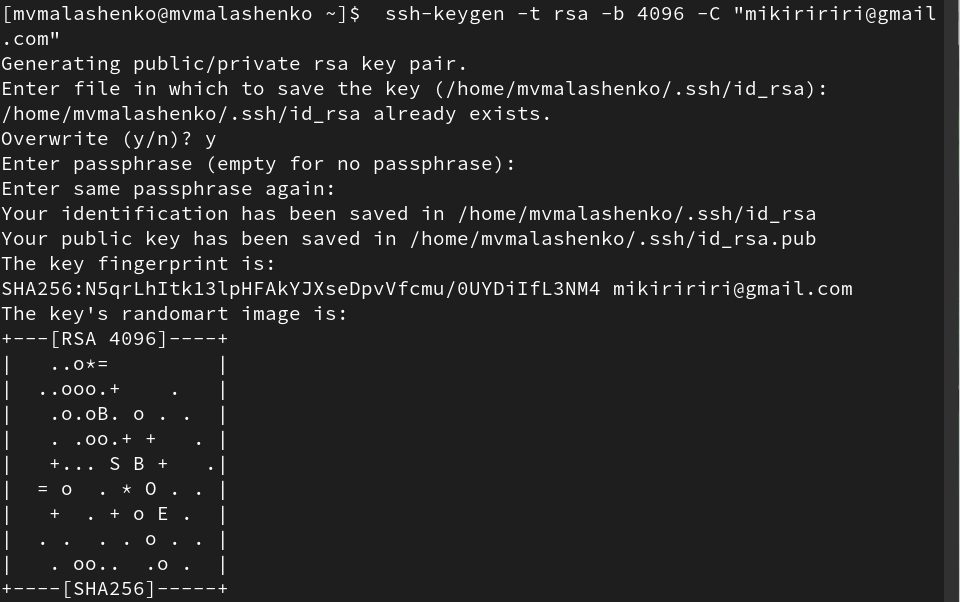 [mvmalashenko@mvmalashenko ~]$  ssh-keygen -t rsa -b 4096 -C "mikiriririri@gmail
.com"
Generating public/private rsa key pair.
Enter file in which to save the key (/home/mvmalashenko/.ssh/id_rsa):
/home/mvmalashenko/.ssh/id_rsa already exists.
Overwrite (y/n)? y
Enter passphrase (empty for no passphrase):
Enter same passphrase again:
Your identification has been saved in /home/mvmalashenko/.ssh/id_rsa
Your public key has been saved in /home/mvmalashenko/.ssh/id_rsa.pub
The key fingerprint is:
SHA256:N5qrLhItk13lpHFAkYJXseDpvVfcmu/0UYDiIfL3NM4 mikiriririri@gmail.com
The key's randomart image is:
+---[RSA 4096]----+
|   ..o*=         |
|  ..ooo.+    .   |
|   .o.oB. o . .  |
|   . .oo.+ +   . |
|   +... S B +   .|
|  = o  . * O . . |
|   +  . + o E .  |
|  . .  . . o . . |
|   . oo..  .o .  |
+----[SHA256]-----+